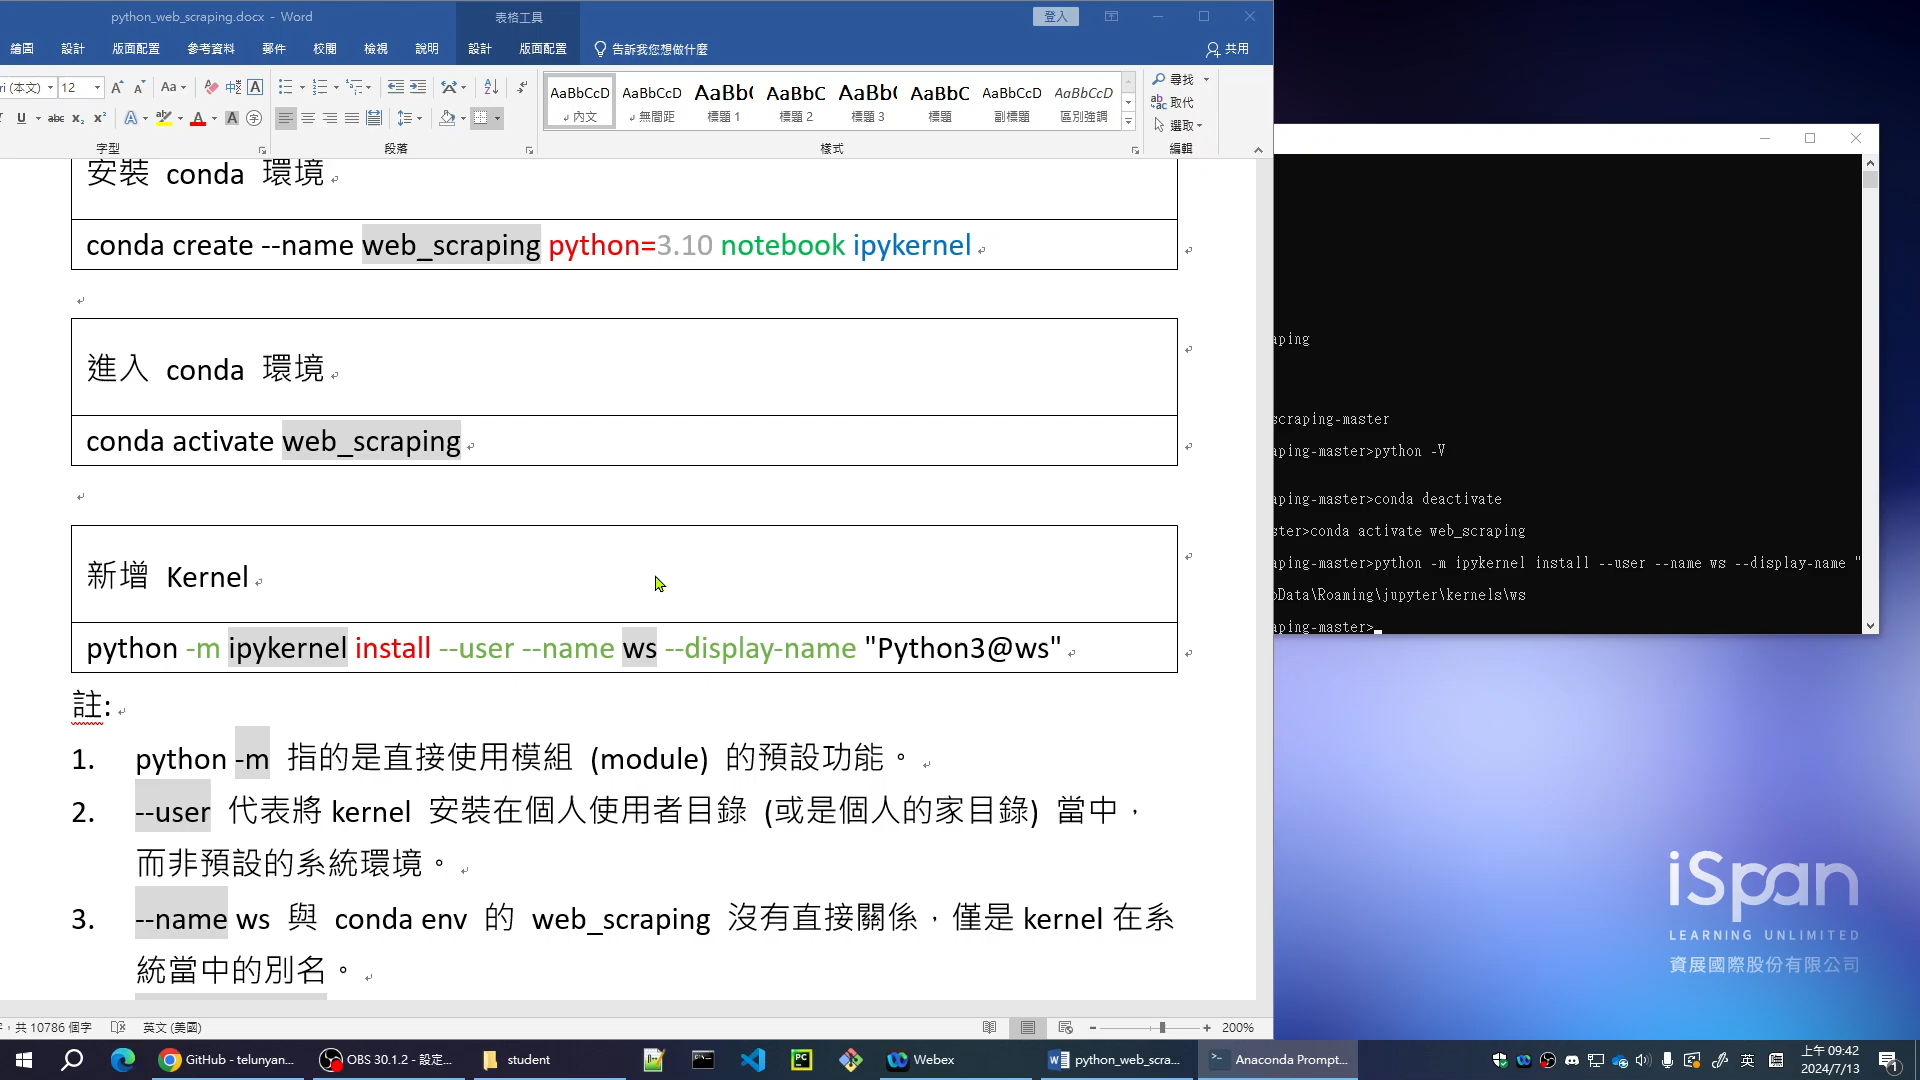 python_web_scraping.docx - Word
表格工具
登入
繪圖 設計 版面配置 參考資料 郵件 校閱 檢視 說明 設計 版面配置 告訴我您想做什麼 共用
(本文) 12
AaBbCcD AaBbCcD AaBb( AaBbC AaBb( AaBbC AaBbCcD AaBbCcD
內文 無間距 標題 1 標題 2 標題 3 標題 副標題 區別強調
尋找
取代
選取
字型 段落 樣式 編輯
安裝 conda 環境
conda create --name web_scraping python=3.10 notebook ipykernel
進入 conda 環境
conda activate web_scraping
新增 Kernel
python -m ipykernel install --user --name ws --display-name "Python3@ws"
註:
1. python -m 指的是直接使用模組 (module) 的預設功能。
2. --user 代表將 kernel 安裝在個人使用者目錄 (或是個人的家目錄) 當中，
而非預設的系統環境。
3. --name ws 與 conda env 的 web_scraping 沒有直接關係，僅是 kernel 在系
統當中的別名。
，共 10786 個字 英文 (美國) 200%
aping
scraping-master
aping-master>python -V
aping-master>conda deactivate
ster>conda activate web_scraping
aping-master>python -m ipykernel install --user --name ws --display-name "
Data\Roaming\jupyter\kernels\ws
aping-master>
iSpan
LEARNING UNLIMITED
資展國際股份有限公司
GitHub - telunyan... OBS 30.1.2 - 設定... student Webex python_web_scra... Anaconda Prompt... 英
上午 09:42
2024/7/13